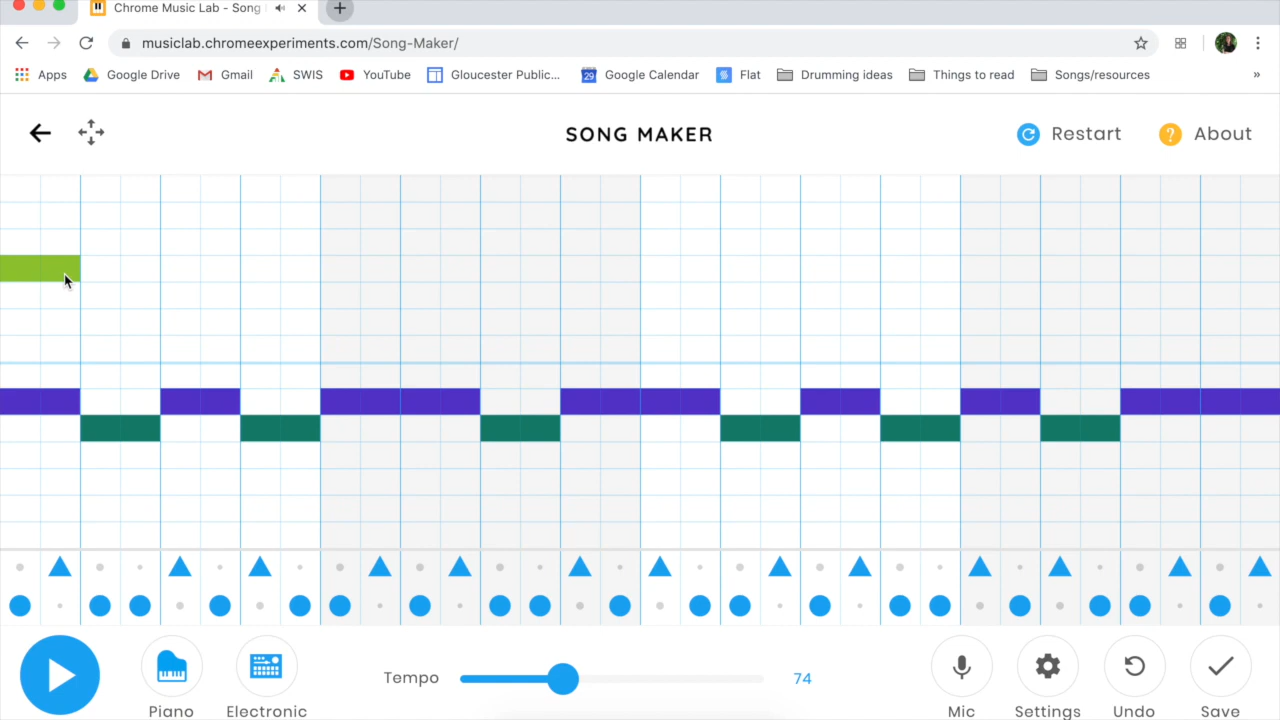 Chrome Music Lab - Song
musiclab.chromeexperiments.com/Song-Maker/
Apps Google Drive Gmail SWIS YouTube Gloucester Public... 29 Google Calendar Flat Drumming ideas Things to read Songs/resources »
SONG MAKER Restart ? About
Tempo 74
Piano Electronic Mic Settings Undo Save